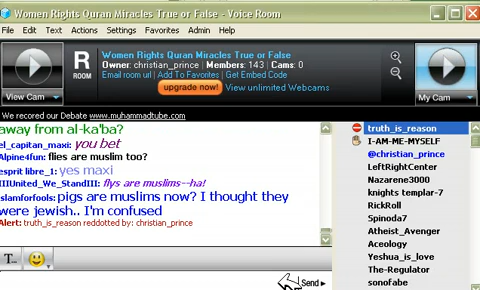 Women Rights Quran Miracles True or False - Voice Room
File Edit Text Actions Settings Favorites Admin Help
R
ROOM
Women Rights Quran Miracles True or False
Owner: christian_prince | Members: 143 | Cams: 0
Email room url | Add To Favorites | Get Embed Code
upgrade now! View unlimited Webcams
View Cam
My Cam
We recored our Debate www.muhammadtube.com
away from al-ka'ba?
el_capitan_maxi: you bet
Alpine4fun: flies are muslim too?
esprit libre_1: yes maxi
IIIUnited_We_StandIII: flys are muslims--ha!
islamforfools: pigs are muslims now? I thought they
were jewish.. I'm confused
Alert: truth_is_reason reddotted by: christian_prince
truth_is_reason
I-AM-ME-MYSELF
@christian_prince
LeftRightCenter
Nazarene3000
knights templar-7
RickRoll
Spinoda7
Atheist_Avenger
Aceology
Yeshua_is_love
The-Regulator
sonofabe
T...
Send